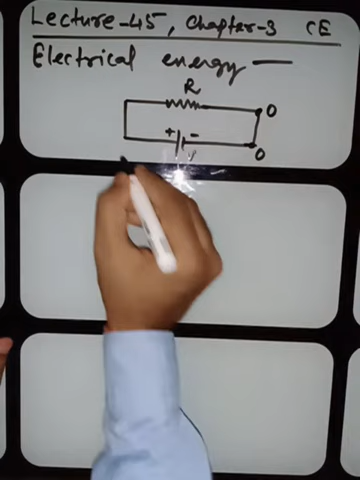 Lecture-45, Chapter-3 CE
Electrical energy —
R
O
+ -
V
O